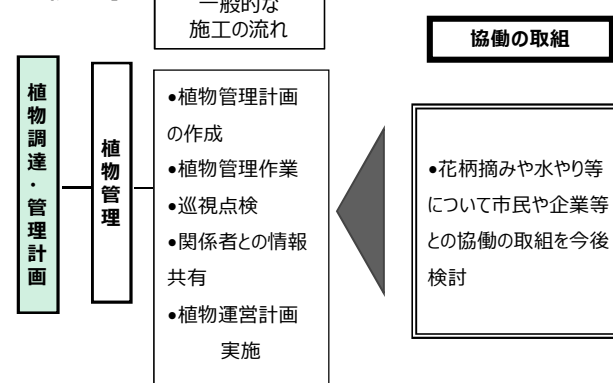 一般的な
施工の流れ
協働の取組
植物調達・管理計画
植物管理
•植物管理計画
の作成
•植物管理作業
•巡視点検
•関係者との情報
共有
•植物運営計画
実施
•花柄摘みや水やり等
について市民や企業等
との協働の取組を今後
検討